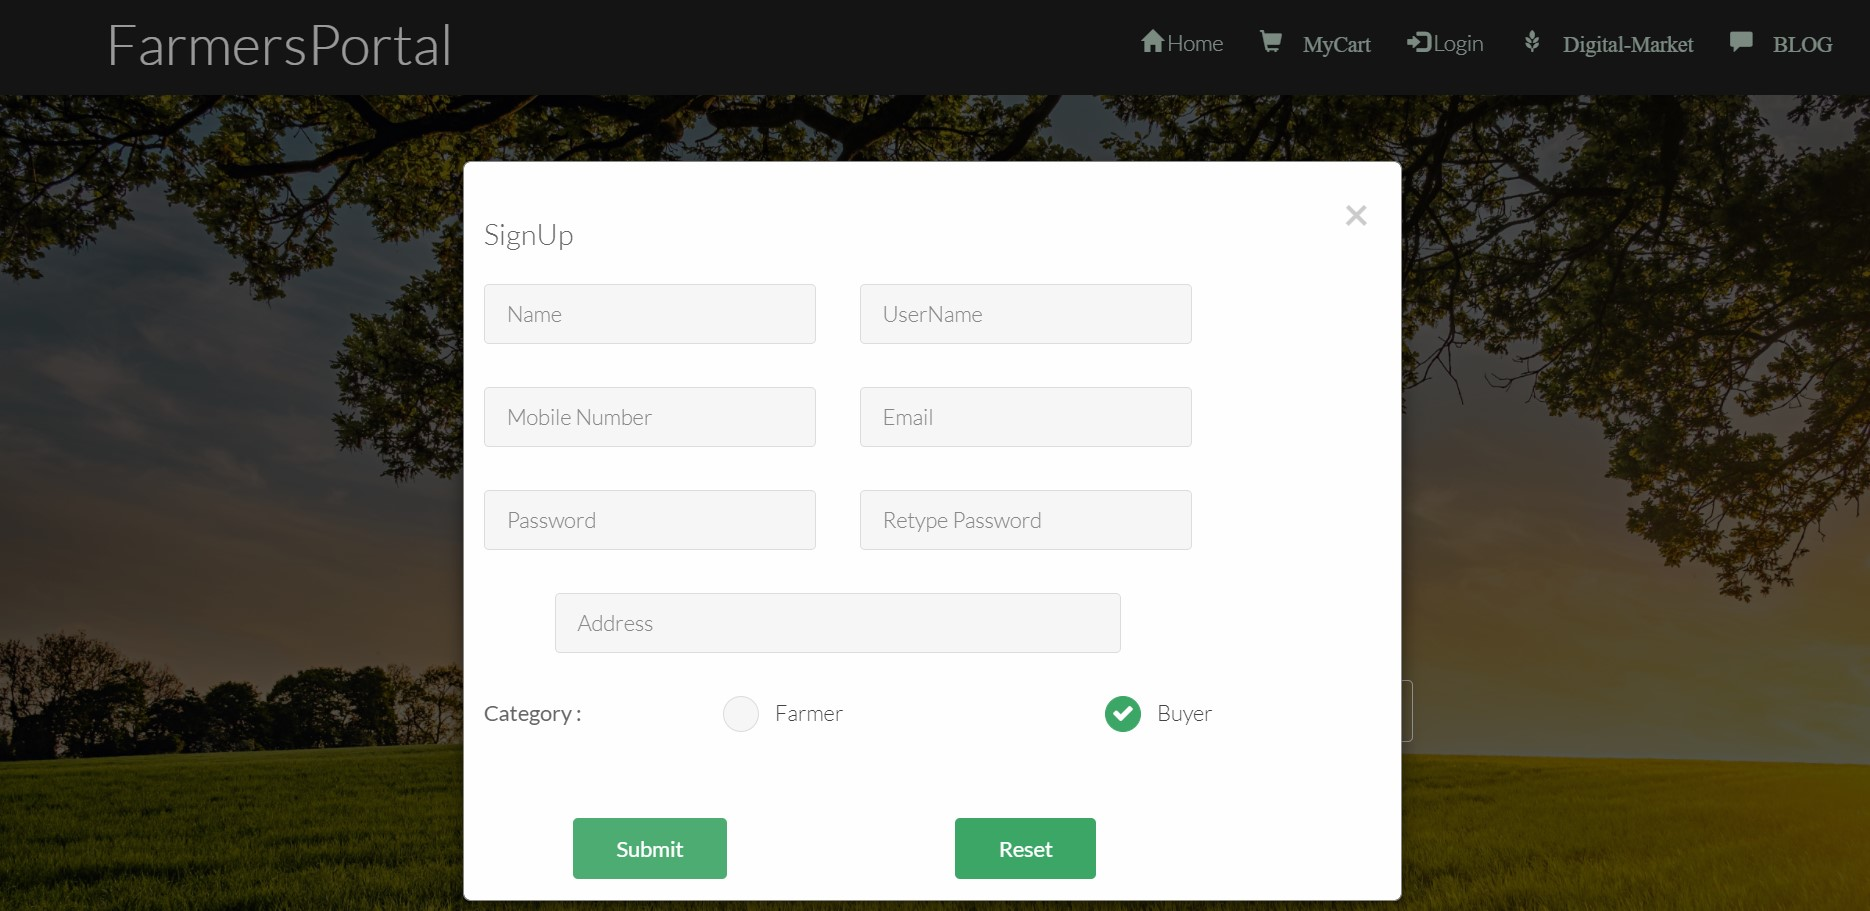 FarmersPortal
Home MyCart Login Digital-Market BLOG
SignUp
×
Name UserName
Mobile Number Email
Password Retype Password
Address
Category : Farmer Buyer
Submit Reset